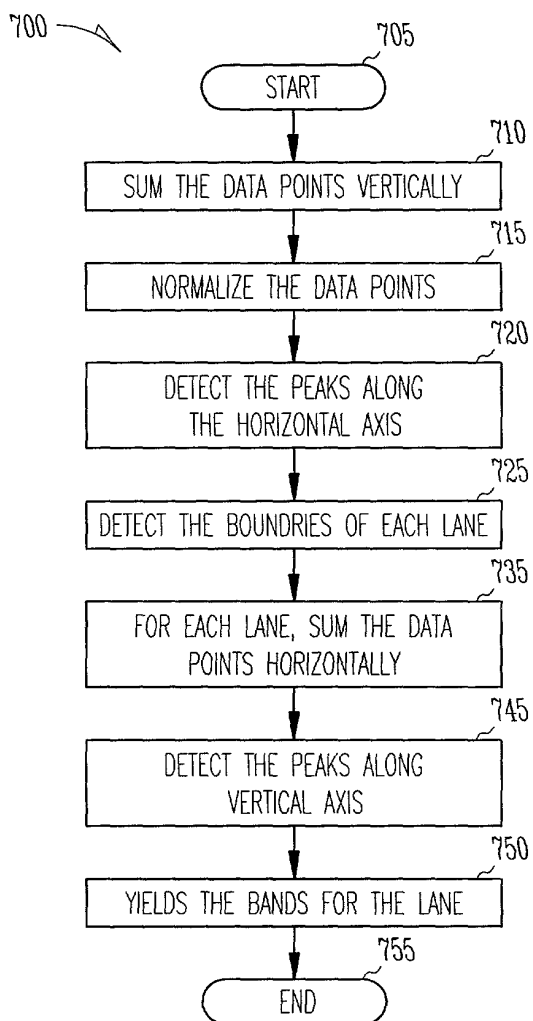 700
705
START
710
SUM THE DATA POINTS VERTICALLY
715
NORMALIZE THE DATA POINTS
720
DETECT THE PEAKS ALONG
THE HORIZONTAL AXIS
725
DETECT THE BOUNDRIES OF EACH LANE
735
FOR EACH LANE, SUM THE DATA
POINTS HORIZONTALLY
745
DETECT THE PEAKS ALONG
VERTICAL AXIS
750
YIELDS THE BANDS FOR THE LANE
755
END